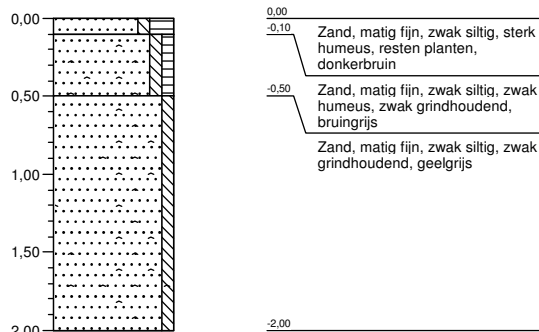 0,00
0,50
1,00
1,50
2,00
0,00
-0,10
Zand, matig fijn, zwak siltig, sterk
humeus, resten planten,
donkerbruin
-0,50
Zand, matig fijn, zwak siltig, zwak
humeus, zwak grindhoudend,
bruingrijs
Zand, matig fijn, zwak siltig, zwak
grindhoudend, geelgrijs
-2,00